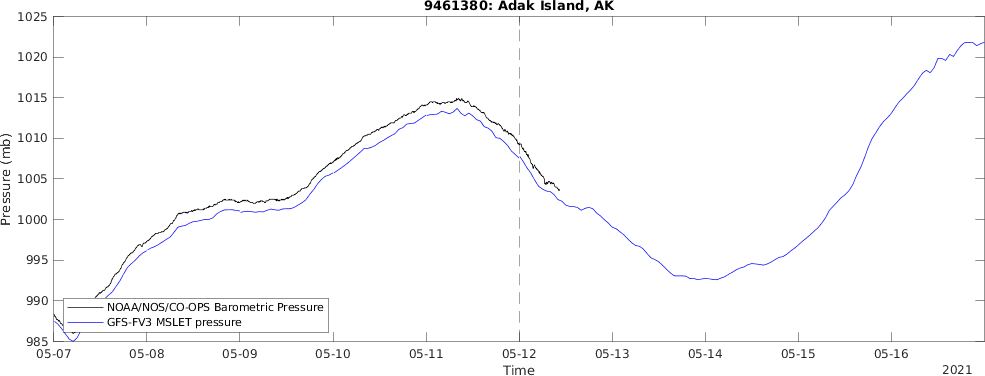 9461380: Adak Island, AK
1025
1020
1015
1010
1005
1000
995
990
985
Pressure (mb)
NOAA/NOS/CO-OPS Barometric Pressure
GFS-FV3 MSLET pressure
05-07 05-08 05-09 05-10 05-11 05-12 05-13 05-14 05-15 05-16
Time
2021